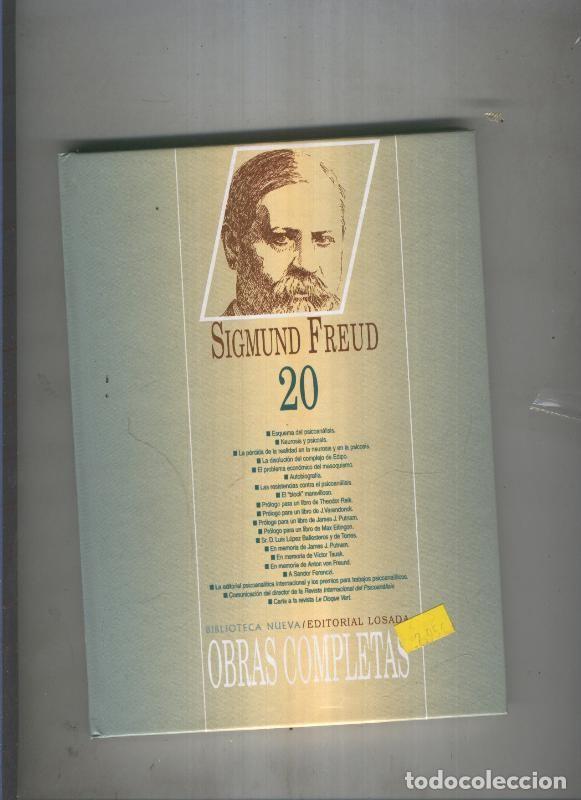 SIGMUND FREUD
20
■ Esquema del psicoanálisis.
■ Neurosis y psicosis.
■ La pérdida de la realidad en la neurosis y en la psicosis.
■ La disolución del complejo de Edipo.
■ El problema económico del masoquismo.
■ Autobiografía.
■ Las resistencias contra el psicoanálisis.
■ El "block" maravilloso.
■ Prólogo para un libro de Theodor Reik.
■ Prólogo para un libro de J.Varendonck.
■ Prólogo para un libro de James J. Putnam.
■ Prólogo para un libro de Max Eitingon.
■ Sr. D. Luis López Ballesteros y de Torres.
■ En memoria de James J. Putnam.
■ En memoria de Victor Tausk.
■ En memoria de Anton von Freund.
■ A Sandor Ferenczi.
■ La editorial psicoanalítica internacional y los premios para trabajos psicoanalíticos.
■ Comunicación del director de la Revista Internacional del Psicoanálisis
■ Carta a la revista Le Disque Vert.
BIBLIOTECA NUEVA/EDITORIAL LOSADA
OBRAS COMPLETAS
todocoleccion